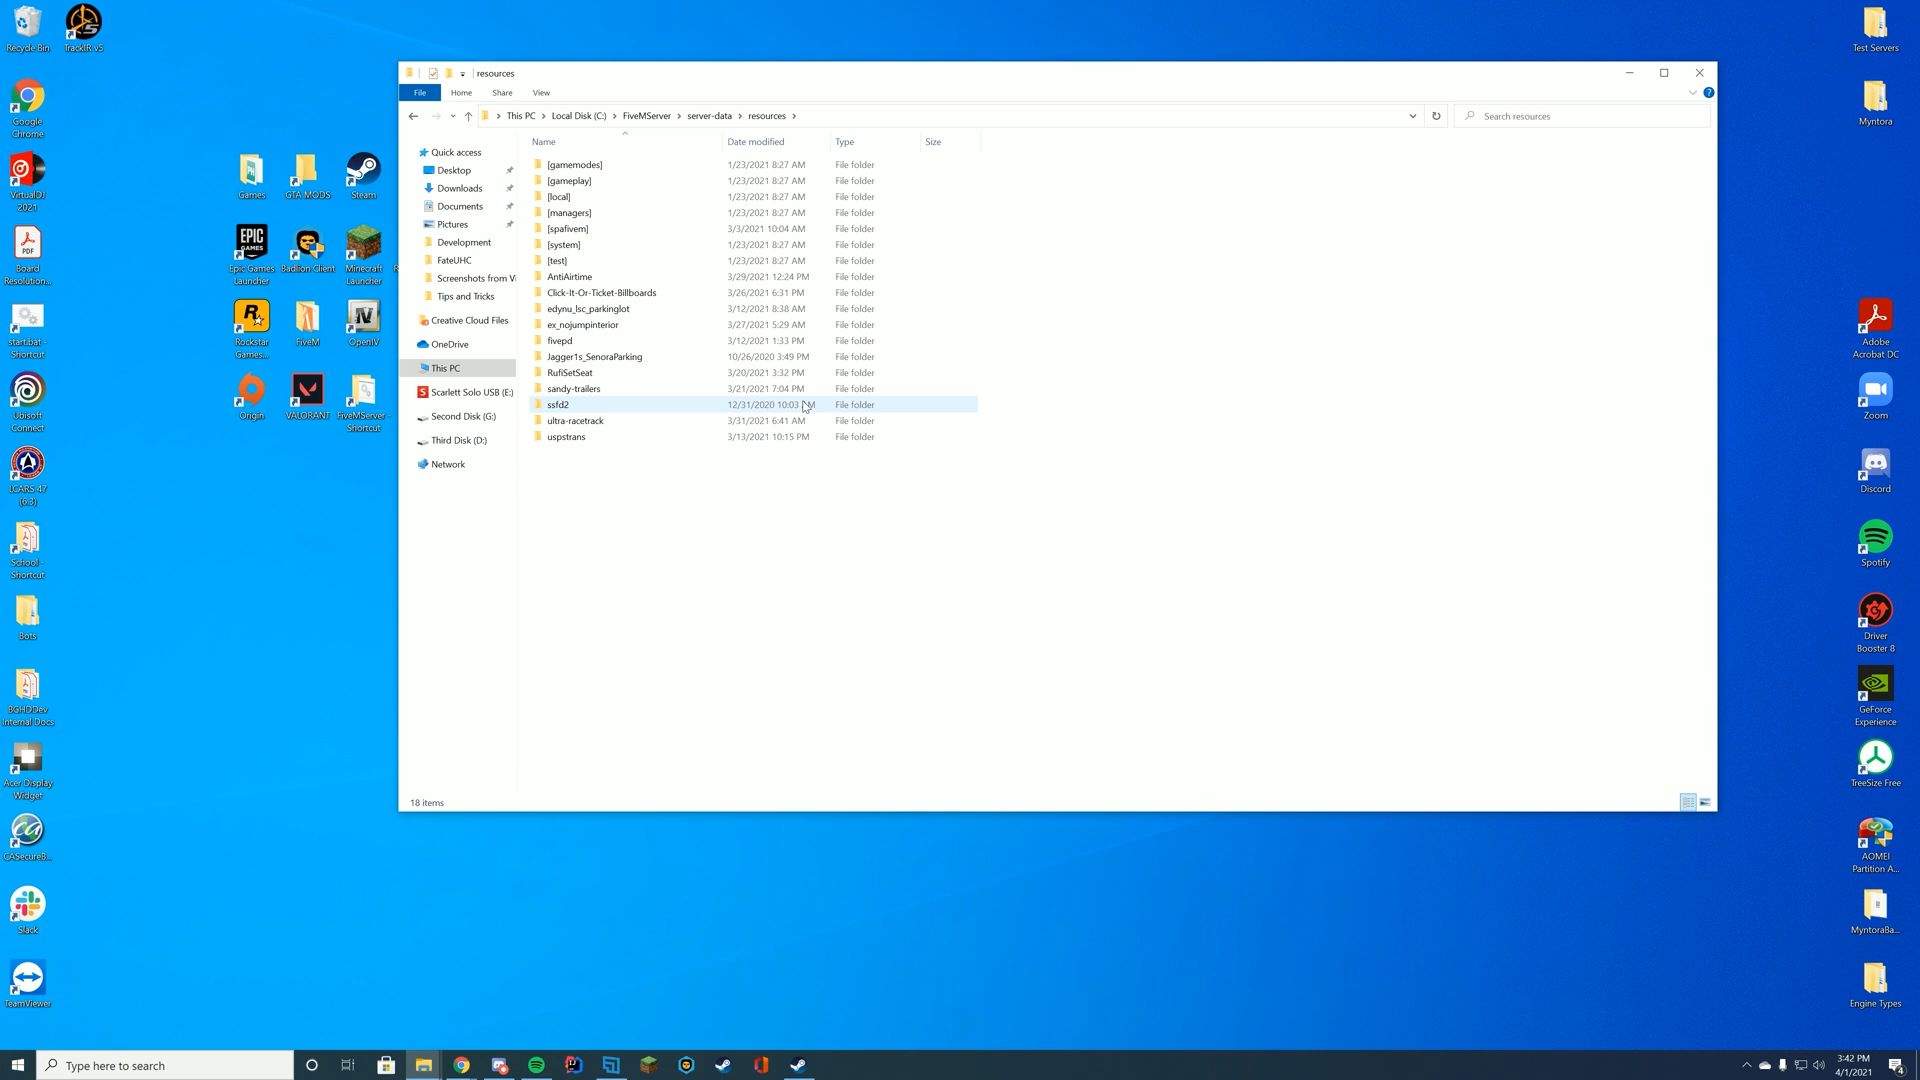 Recycle Bin
TrackIR v5
Google
Chrome
VirtualDJ
2021
Board
Resolution...
start.bat -
Shortcut
Ubisoft
Connect
LCARS 47
(6.3)
School -
Shortcut
Bots
BGHDDev
Internal Docs
Acer Display
Widget
CASecureB...
Slack
TeamViewer
Games
GTA MODS
Steam
Epic Games
Launcher
Badlion Client
Minecraft
Launcher
Rockstar
Games...
FiveM
OpenIV
Origin
VALORANT
FiveMServer -
Shortcut
resources
File
Home
Share
View
This PC
Local Disk (C:)
FiveMServer
server-data
resources
Search resources
Quick access
Desktop
Downloads
Documents
Pictures
Development
FateUHC
Screenshots from Vi
Tips and Tricks
Creative Cloud Files
OneDrive
This PC
Scarlett Solo USB (E:)
Second Disk (G:)
Third Disk (D:)
Network
Name Date modified Type Size
[gamemodes] 1/23/2021 8:27 AM File folder
[gameplay] 1/23/2021 8:27 AM File folder
[local] 1/23/2021 8:27 AM File folder
[managers] 1/23/2021 8:27 AM File folder
[spafivem] 3/3/2021 10:04 AM File folder
[system] 1/23/2021 8:27 AM File folder
[test] 1/23/2021 8:27 AM File folder
AntiAirtime 3/29/2021 12:24 PM File folder
Click-It-Or-Ticket-Billboards 3/26/2021 6:31 PM File folder
edynu_lsc_parkinglot 3/12/2021 8:38 AM File folder
ex_nojumpinterior 3/27/2021 5:29 AM File folder
fivepd 3/12/2021 1:33 PM File folder
Jagger1s_SenoraParking 10/26/2020 3:49 PM File folder
RufiSetSeat 3/20/2021 3:32 PM File folder
sandy-trailers 3/21/2021 7:04 PM File folder
ssfd2 12/31/2020 10:03 File folder
ultra-racetrack 3/31/2021 6:41 AM File folder
uspstrans 3/13/2021 10:15 PM File folder
18 items
Test Servers
Myntora
Adobe
Acrobat DC
Zoom
Discord
Spotify
Driver
Booster 8
GeForce
Experience
TreeSize Free
AOMEI
Partition A...
MyntoraBa...
Engine Types
Type here to search
3:42 PM
4/1/2021